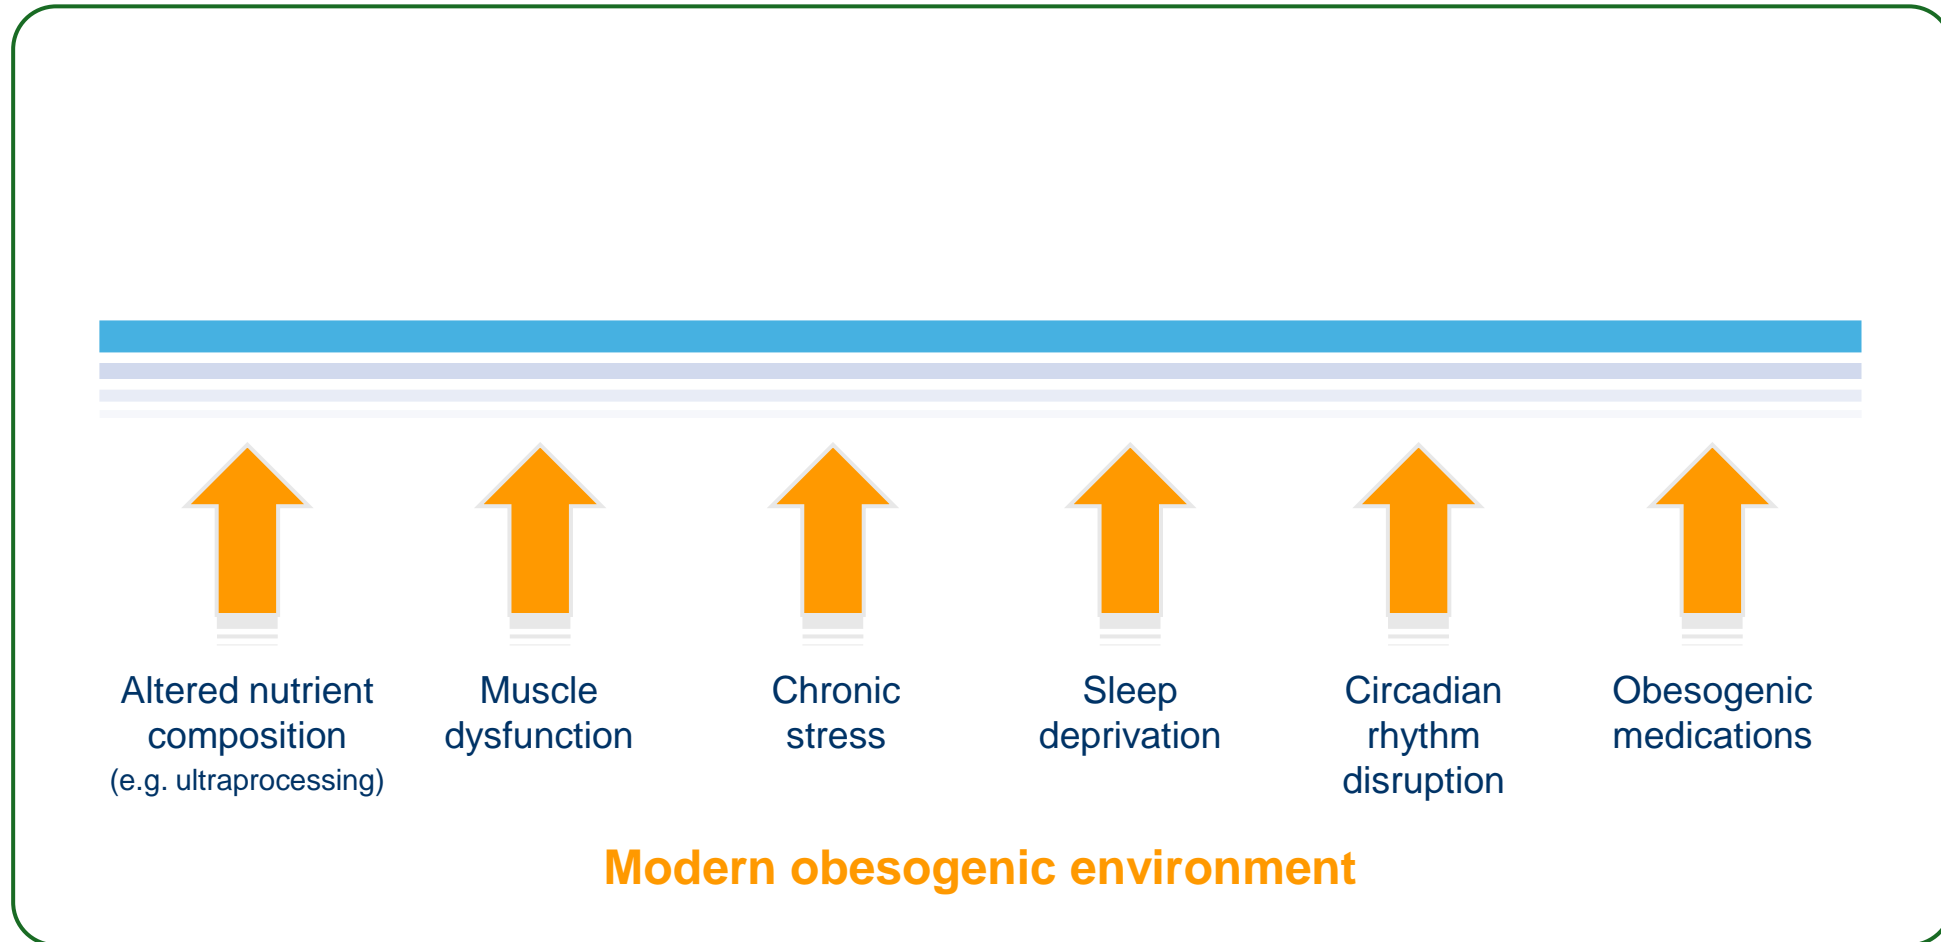 Altered nutrient
composition
(e.g. ultraprocessing)
Muscle
dysfunction
Chronic
stress
Sleep
deprivation
Circadian
rhythm
disruption
Obesogenic
medications
Modern obesogenic environment